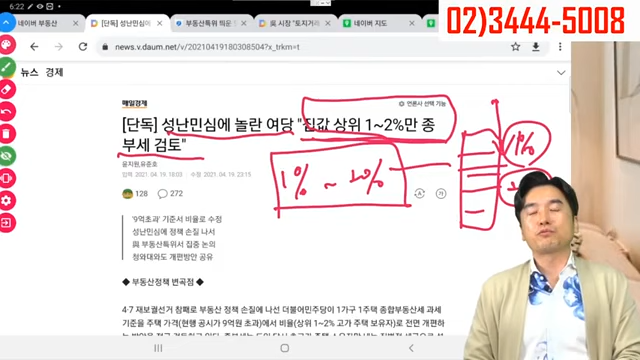 6:22
네이버 부동산
[단독] 성난민심에
부동산특위 띄운
與 시장 "토지거래
네이버 지도
02)3444-5008
news.v.daum.net/v/20210419180308504?x_trkm=t
뉴스 경제
매일경제
언론사 선택 기능
[단독] 성난민심에 놀란 여당 "집값 상위 1~2%만 종
부세 검토"
윤지원,유준호
입력 2021. 04. 19. 18:03 수정 2021. 04. 19. 23:15
128 272
1% ~ 20%
1%
'9억초과' 기준서 비율로 수정
성난민심에 정책 손질 나서
與 부동산특위서 집중 논의
청와대와도 개편방안 공유
◆ 부동산정책 변곡점 ◆
4·7 재보궐선거 참패로 부동산 정책 손질에 나선 더불어민주당이 1가구 1주택 종합부동산세 과세
기준을 주택 가격(현행 공시가 9억원 초과)에서 비율(상위 1~2% 고가 주택 보유자)로 전면 개편하